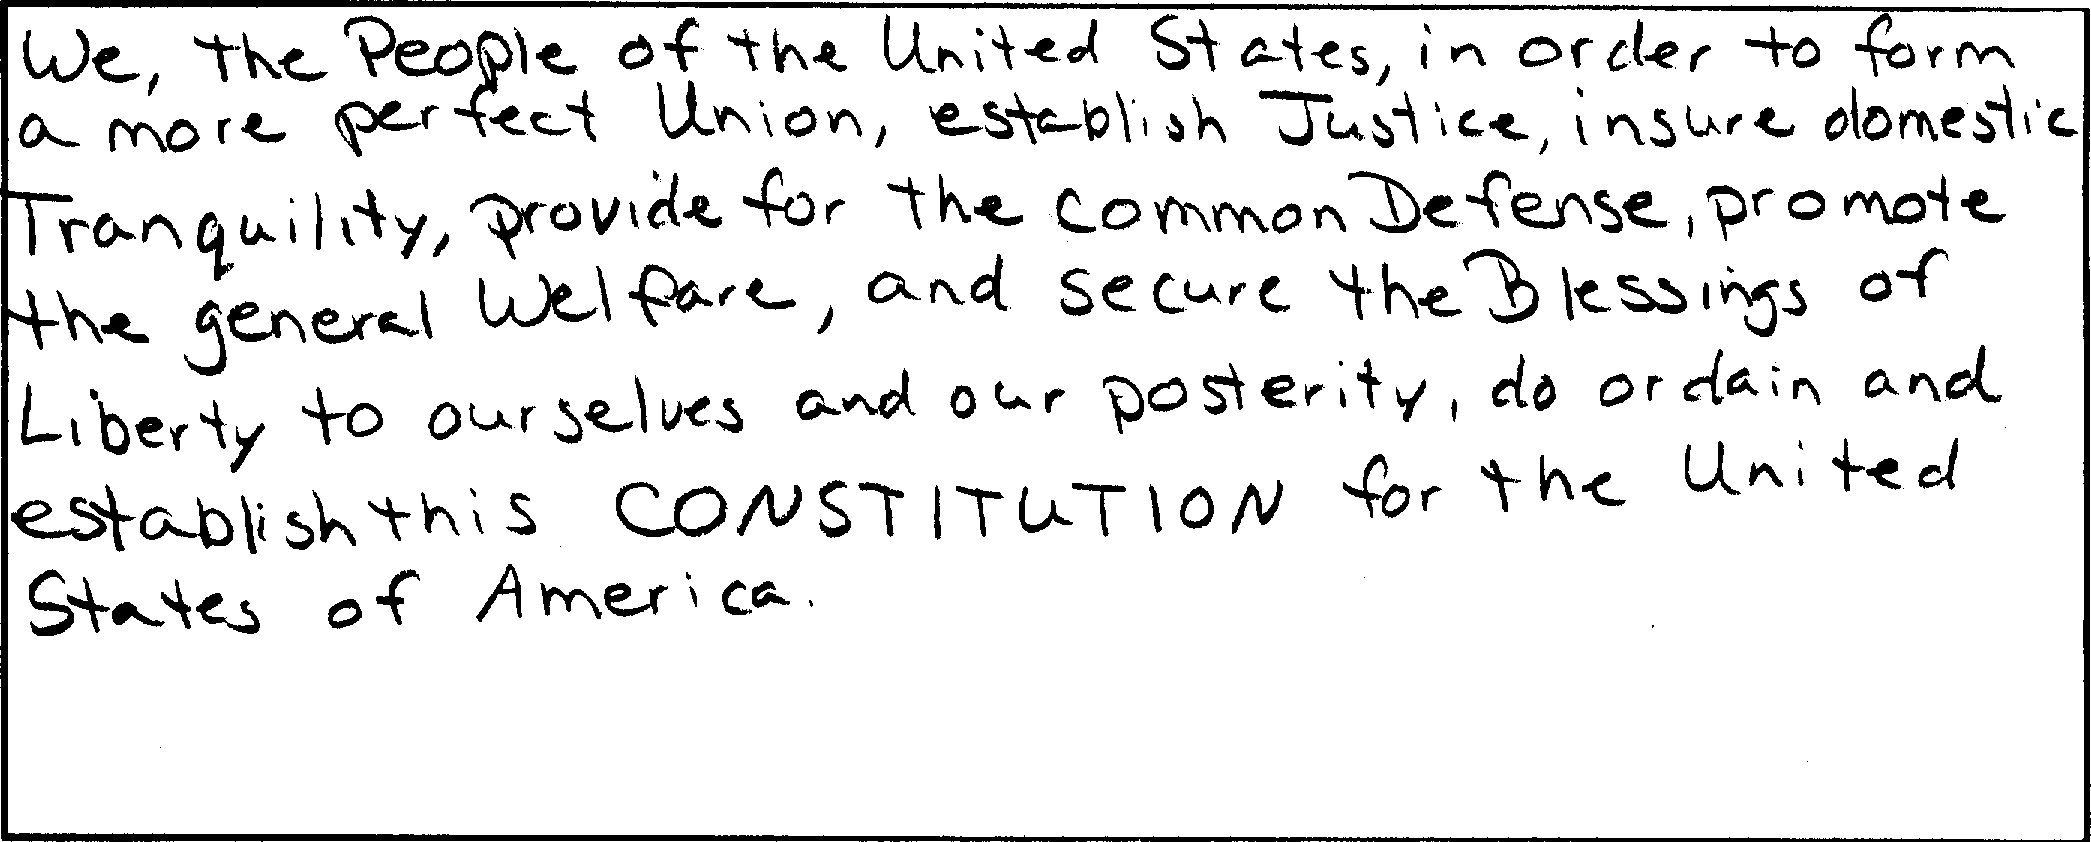 We, the People of the United States, in order to form
a more perfect Union, establish Justice, insure domestic
Tranquility, provide for the common Defense, promote
the general Welfare, and secure the Blessings of
Liberty to ourselves and our posterity, do ordain and
establish this CONSTITUTION for the United
States of America.